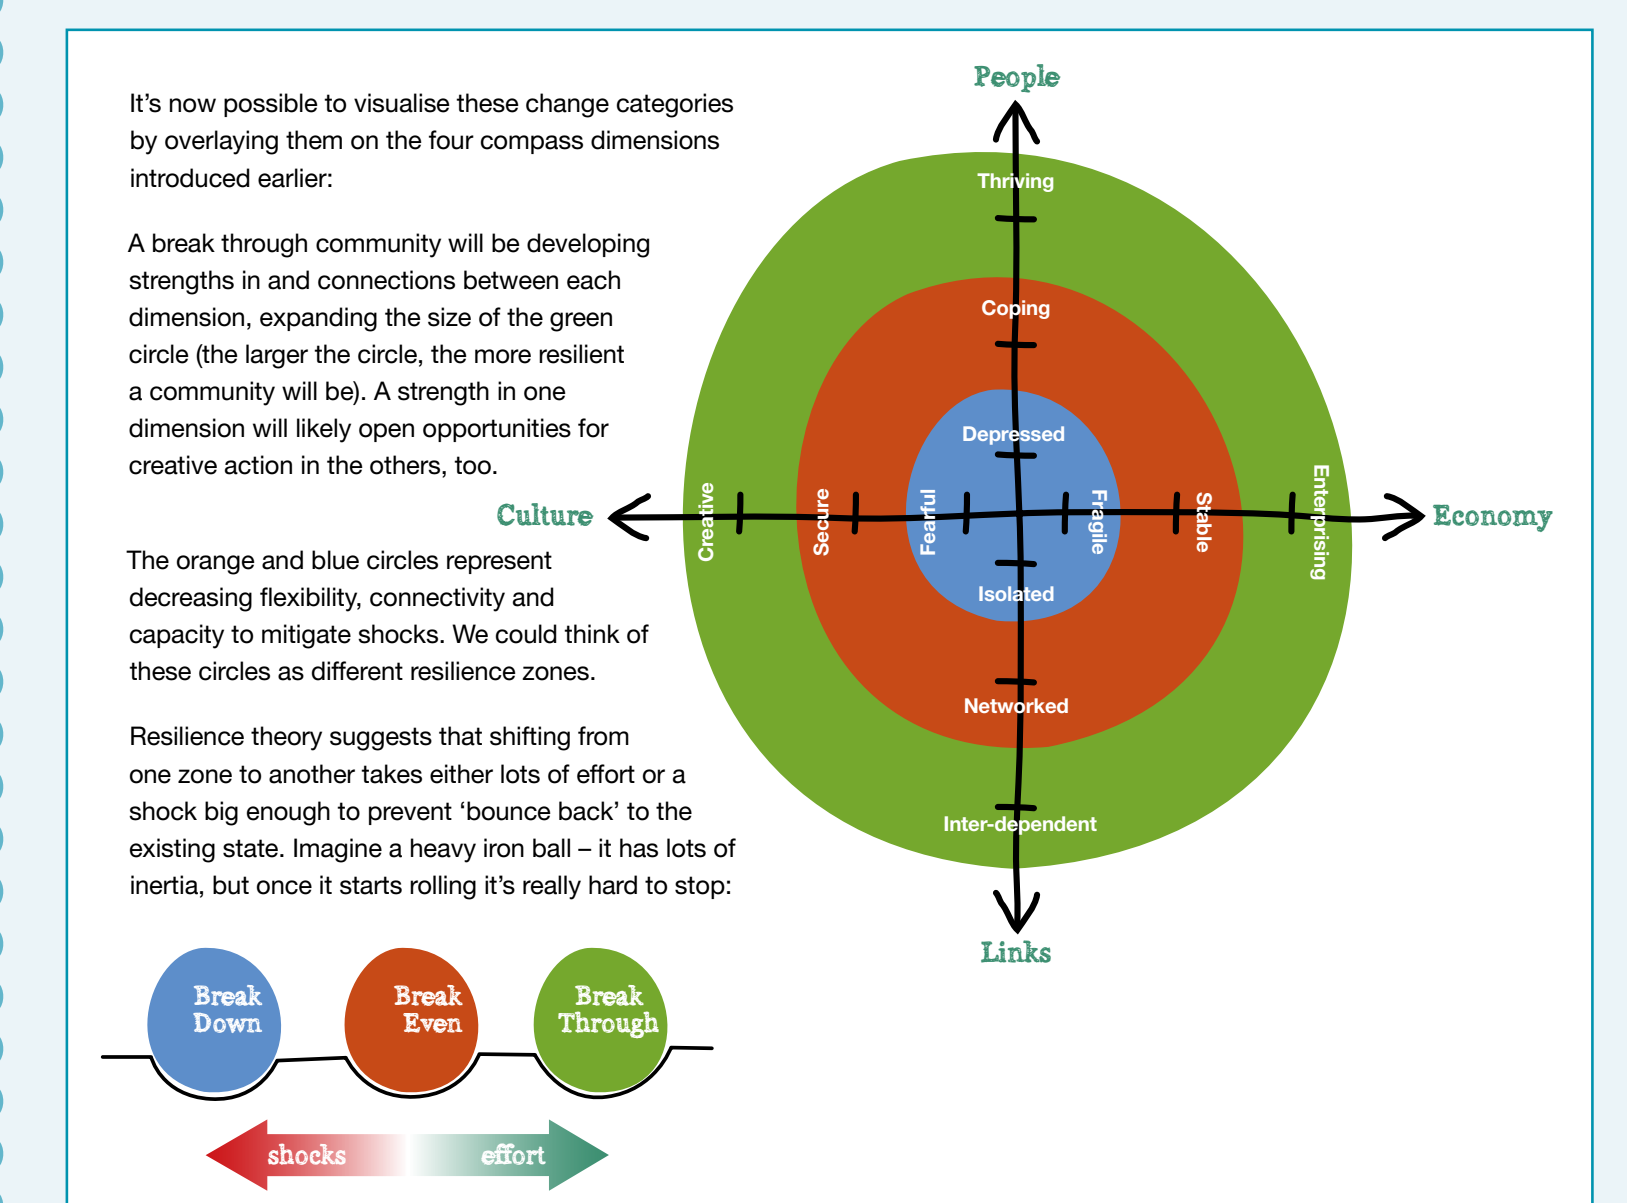 It’s now possible to visualise these change categories
by overlaying them on the four compass dimensions
introduced earlier:
A break through community will be developing
strengths in and connections between each
dimension, expanding the size of the green
circle (the larger the circle, the more resilient
a community will be). A strength in one
dimension will likely open opportunities for
creative action in the others, too.
The orange and blue circles represent
decreasing flexibility, connectivity and
capacity to mitigate shocks. We could think of
these circles as different resilience zones.
Resilience theory suggests that shifting from
one zone to another takes either lots of effort or a
shock big enough to prevent ‘bounce back’ to the
existing state. Imagine a heavy iron ball – it has lots of
inertia, but once it starts rolling it’s really hard to stop:
People
Thriving
Coping
Depressed
Culture
Creative
Secure
Fearful
Fragile
Stable
Enterprising
Economy
Isolated
Networked
Inter-dependent
Links
Break
Down
Break
Even
Break
Through
shocks
effort